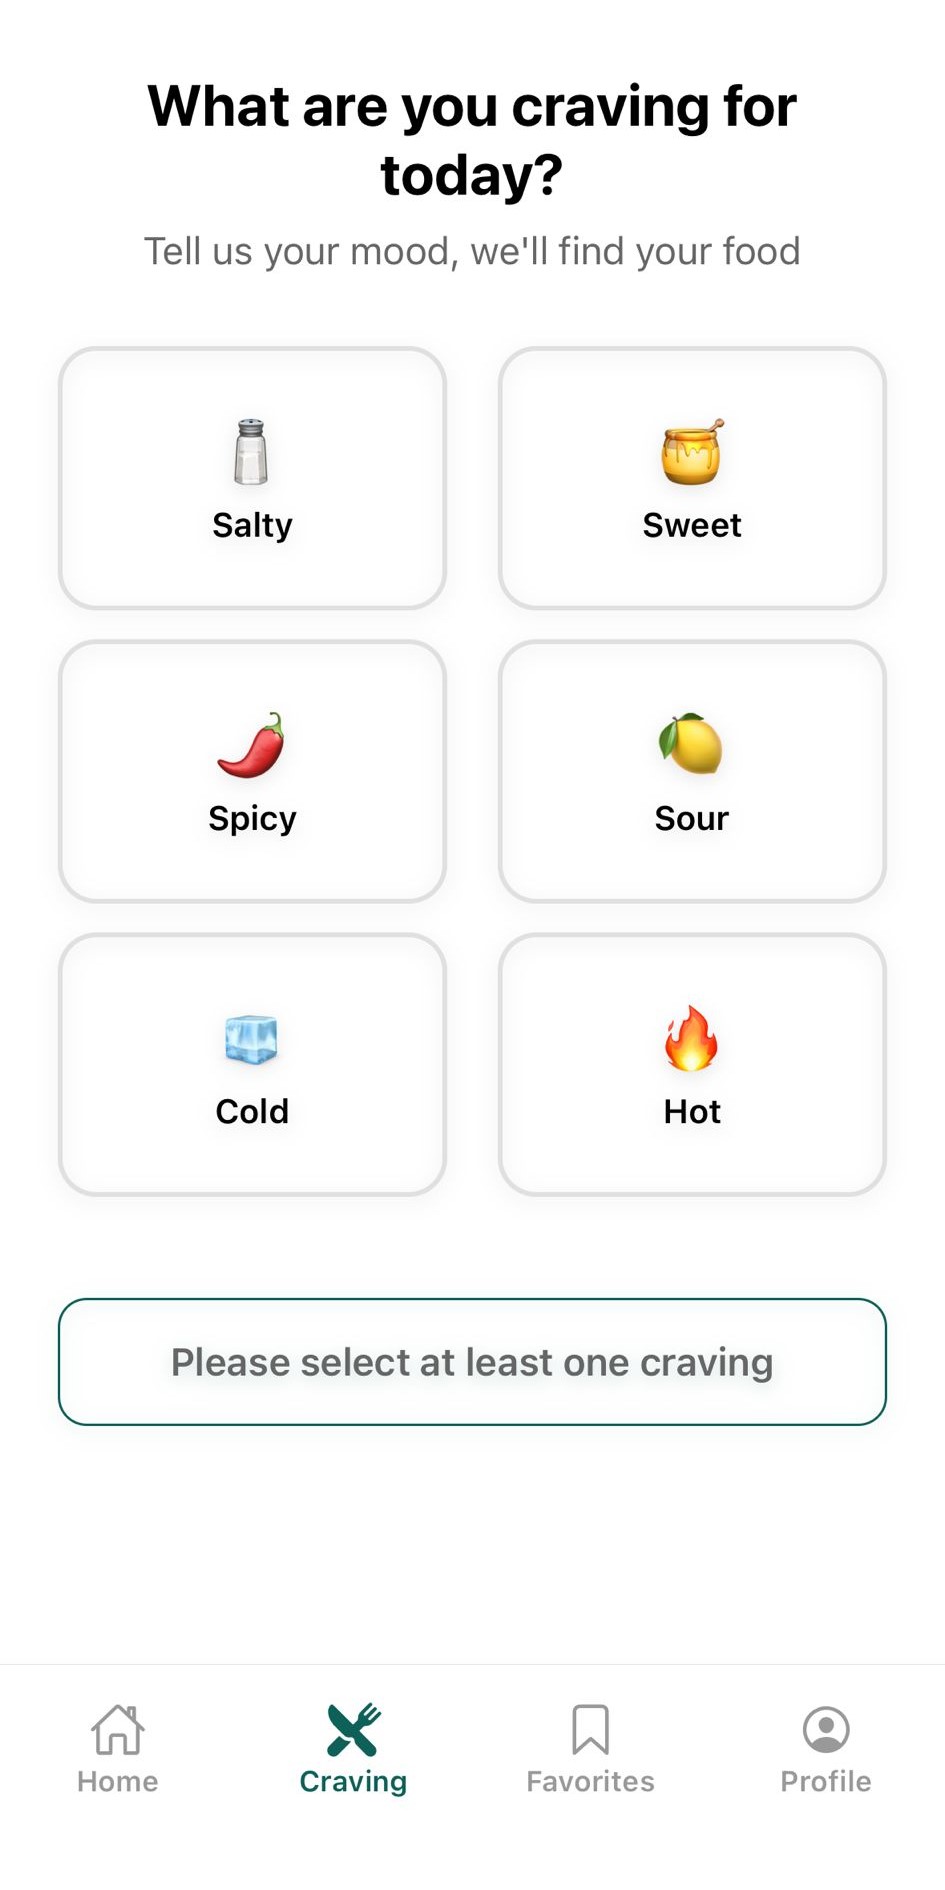 What are you craving for
today?
Tell us your mood, we'll find your food
Salty
Sweet
Spicy
Sour
Cold
Hot
Please select at least one craving
Home
Craving
Favorites
Profile